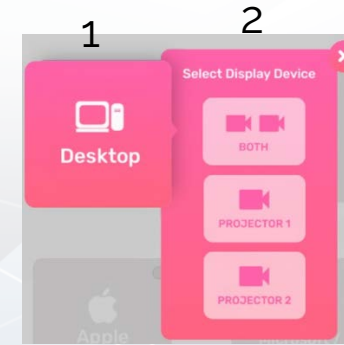 1
2
Select Display Device
Desktop
BOTH
PROJECTOR 1
PROJECTOR 2
Apple